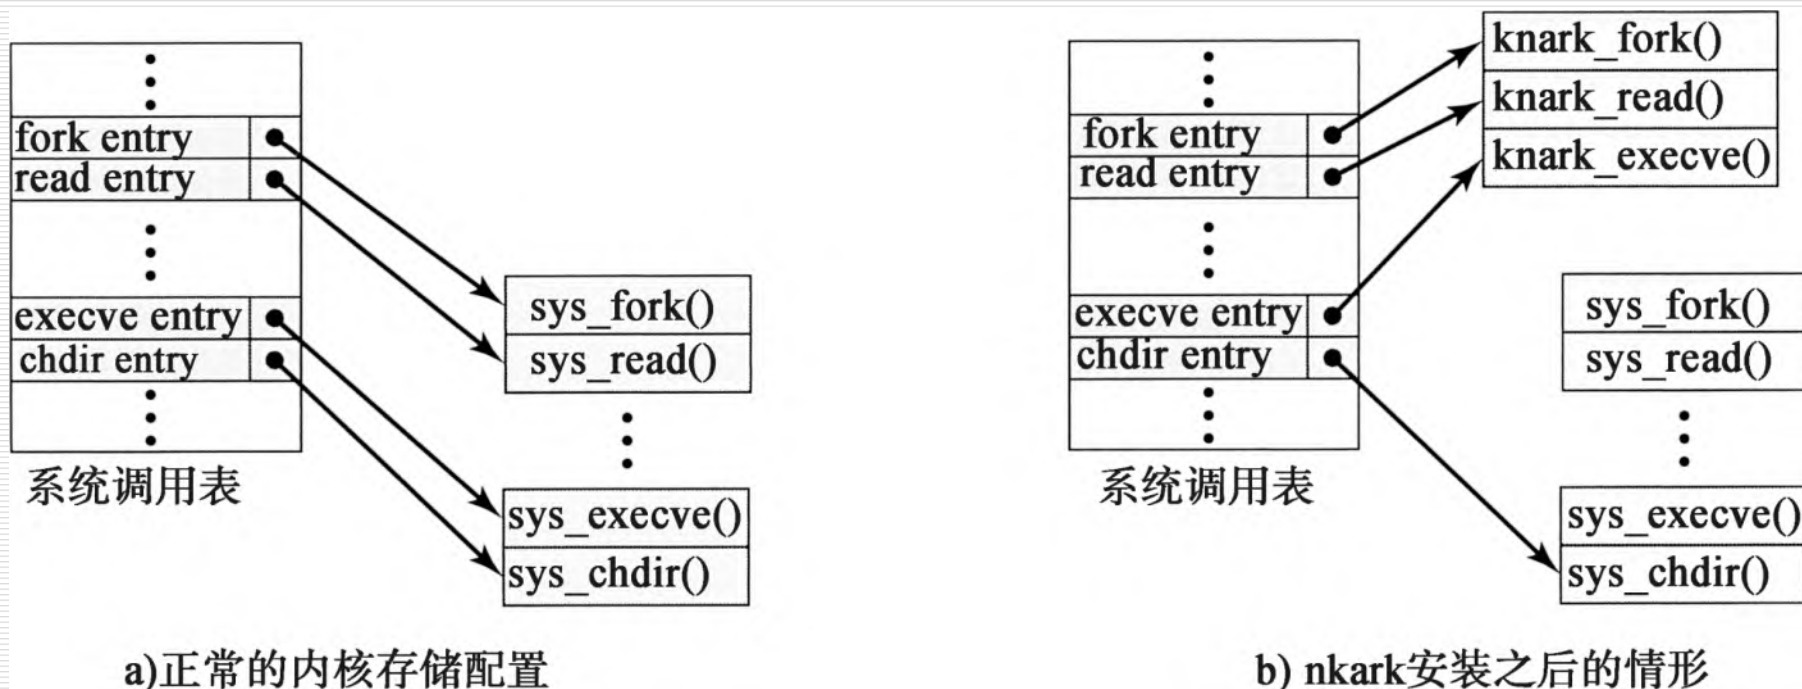 fork entry
read entry
execve entry
chdir entry
系统调用表
sys_fork()
sys_read()
sys_execve()
sys_chdir()
a)正常的内核存储配置
fork entry
read entry
execve entry
chdir entry
系统调用表
knark_fork()
knark_read()
knark_execve()
sys_fork()
sys_read()
sys_execve()
sys_chdir()
b) nkark安装之后的情形